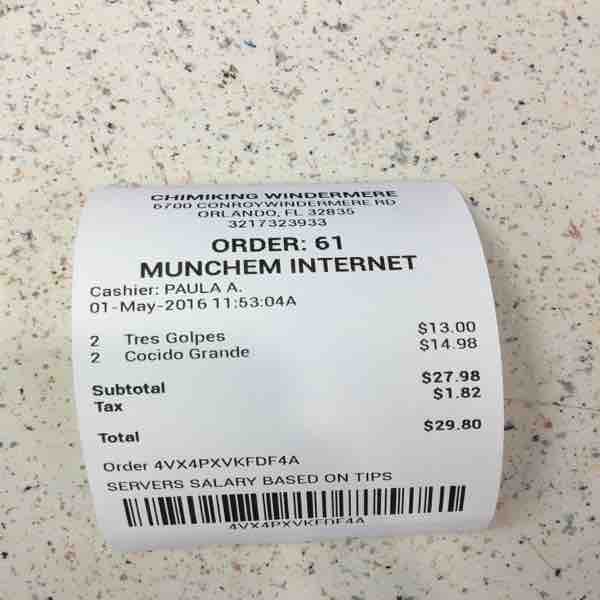 CHIMIKING WINDERMERE
6700 CONROYWINDERMERE RD
ORLANDO, FL 32835
3217323933
ORDER: 61
MUNCHEM INTERNET
Cashier: PAULA A.
01-May-2016 11:53:04A
2 Tres Golpes $13.00
2 Cocido Grande $14.98
Subtotal $27.98
Tax $1.82
Total $29.80
Order 4VX4PXVKFDF4A
SERVERS SALARY BASED ON TIPS
4VX4PXVKFDF4A